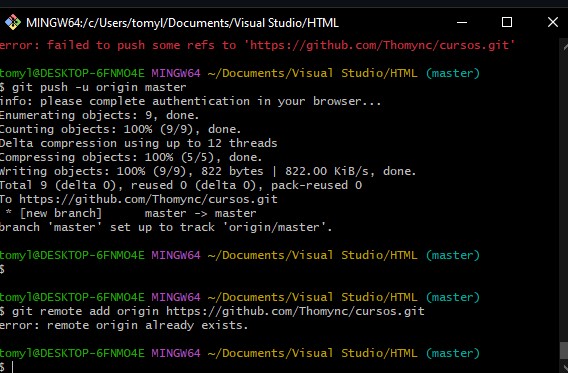 MINGW64:/c/Users/tomyl/Documents/Visual Studio/HTML
error: failed to push some refs to 'https://github.com/Thomync/cursos.git'
tomyl@DESKTOP-6FNMO4E MINGW64 ~/Documents/Visual Studio/HTML (master)
$ git push -u origin master
info: please complete authentication in your browser...
Enumerating objects: 9, done.
Counting objects: 100% (9/9), done.
Delta compression using up to 12 threads
Compressing objects: 100% (5/5), done.
Writing objects: 100% (9/9), 822 bytes | 822.00 KiB/s, done.
Total 9 (delta 0), reused 0 (delta 0), pack-reused 0
To https://github.com/Thomync/cursos.git
 * [new branch]      master -> master
branch 'master' set up to track 'origin/master'.
tomyl@DESKTOP-6FNMO4E MINGW64 ~/Documents/Visual Studio/HTML (master)
$
tomyl@DESKTOP-6FNMO4E MINGW64 ~/Documents/Visual Studio/HTML (master)
$ git remote add origin https://github.com/Thomync/cursos.git
error: remote origin already exists.
tomyl@DESKTOP-6FNMO4E MINGW64 ~/Documents/Visual Studio/HTML (master)
$